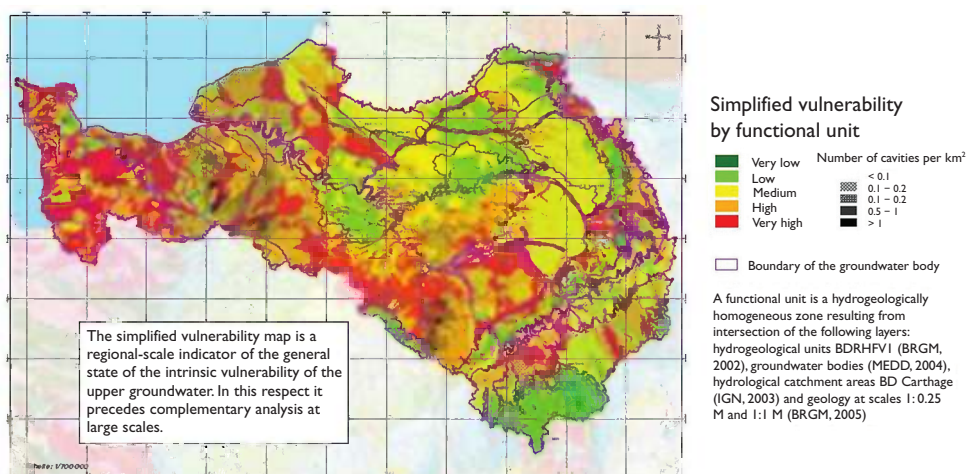 Simplified vulnerability
by functional unit
Very low
Low
Medium
High
Very high
Number of cavities per km²
< 0.1
0.1 – 0.2
0.1 – 0.2
0.5 – 1
> 1
Boundary of the groundwater body
A functional unit is a hydrogeologically
homogeneous zone resulting from
intersection of the following layers:
hydrogeological units BDRHFV1 (BRGM,
2002), groundwater bodies (MEDD, 2004),
hydrological catchment areas BD Carthage
(IGN, 2003) and geology at scales 1: 0.25
M and 1:1 M (BRGM, 2005)
The simplified vulnerability map is a
regional-scale indicator of the general
state of the intrinsic vulnerability of the
upper groundwater. In this respect it
precedes complementary analysis at
large scales.